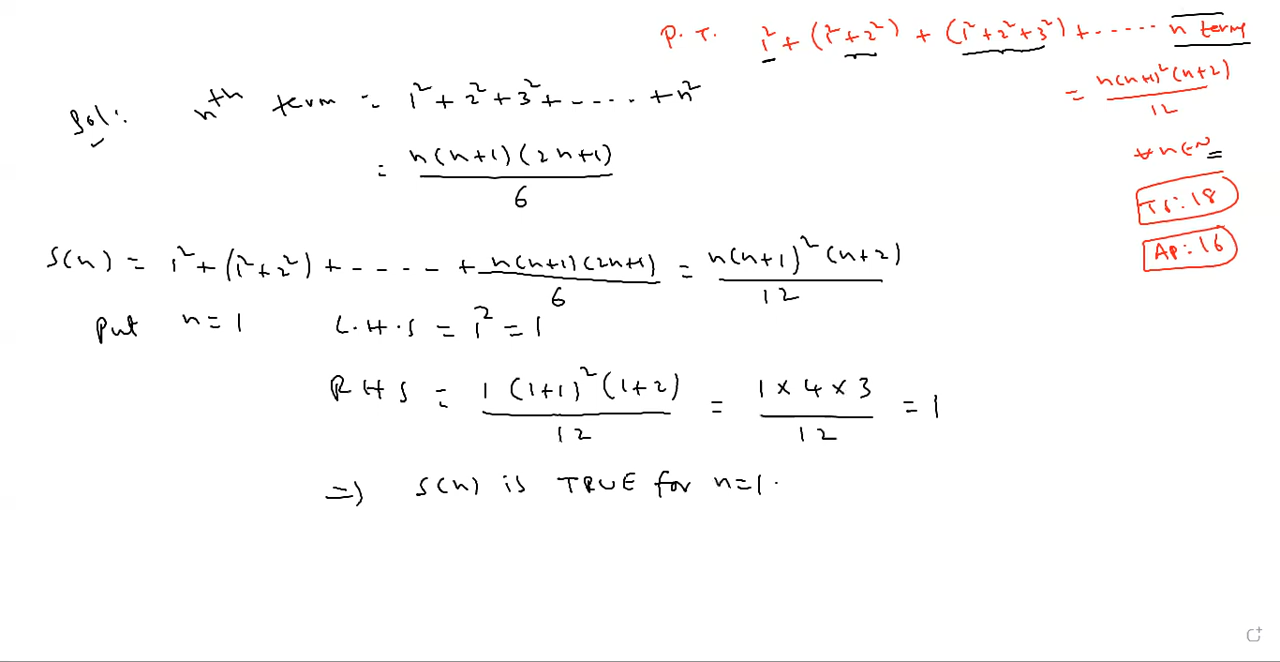 P.T. 1² + (1²+2²) + (1²+2²+3²) + ...... n term
= n(n+1)²(n+2) / 12
∀ n∈N
TS:18
AP:16
Sol: nth term = 1² + 2² + 3² + ..... + n²
= n(n+1)(2n+1) / 6
S(n) = 1² + (1²+2²) + - - - - + n(n+1)(2n+1) / 6 = n(n+1)²(n+2) / 12
Put n=1 L.H.S = 1² = 1
RHS = 1(1+1)²(1+2) / 12 = 1×4×3 / 12 = 1
=) S(n) is TRUE for n=1.